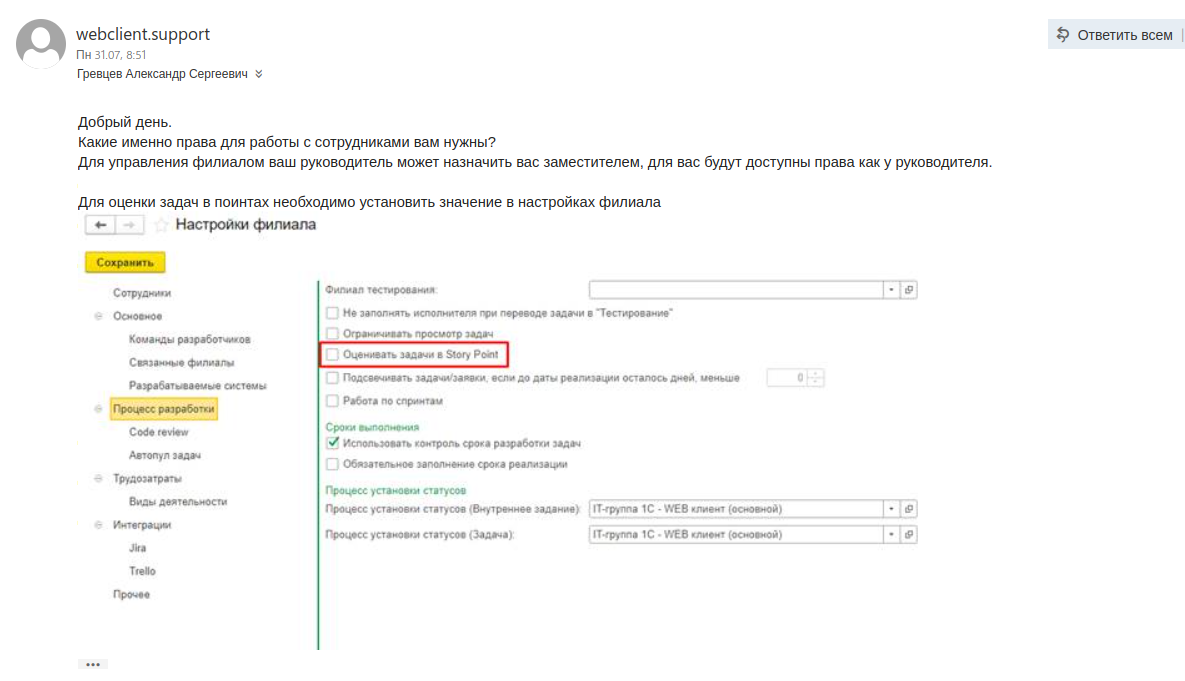 webclient.support
Ответить всем
Пн 31.07, 8:51
Гревцев Александр Сергеевич
Добрый день.
Какие именно права для работы с сотрудниками вам нужны?
Для управления филиалом ваш руководитель может назначить вас заместителем, для вас будут доступны права как у руководителя.
Для оценки задач в поинтах необходимо установить значение в настройках филиала
Настройки филиала
Сохранить
Сотрудники
Основное
Команды разработчиков
Связанные филиалы
Разрабатываемые системы
Процесс разработки
Code review
Автопул задач
Трудозатраты
Виды деятельности
Интеграции
Jira
Trello
Прочее
Филиал тестирования:
Не заполнять исполнителя при переводе задачи в "Тестирование"
Ограничивать просмотр задач
Оценивать задачи в Story Point
Подсвечивать задачи/заявки, если до даты реализации осталось дней, меньше 0
Работа по спринтам
Сроки выполнения
Использовать контроль срока разработки задач
Обязательное заполнение срока реализации
Процесс установки статусов
Процесс установки статусов (Внутреннее задание): IT-группа 1С - WEB клиент (основной)
Процесс установки статусов (Задача): IT-группа 1С - WEB клиент (основной)